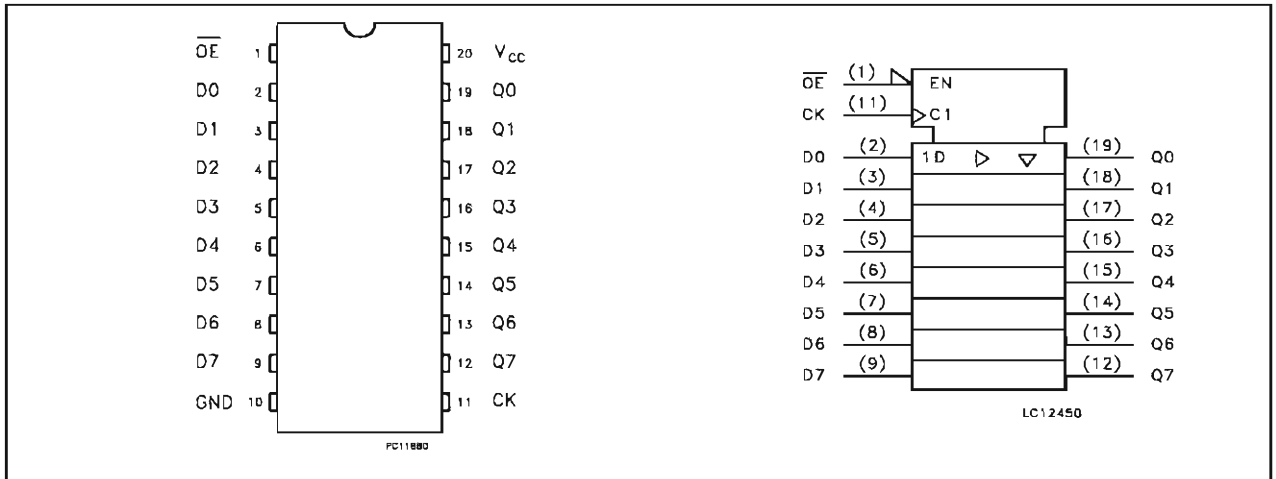 OE 1 20 VCC
D0 2 19 Q0
D1 3 18 Q1
D2 4 17 Q2
D3 5 16 Q3
D4 6 15 Q4
D5 7 14 Q5
D6 8 13 Q6
D7 9 12 Q7
GND 10 11 CK
PC11880
OE (1) EN
CK (11) C1
D0 (2) 1D (19) Q0
D1 (3) (18) Q1
D2 (4) (17) Q2
D3 (5) (16) Q3
D4 (6) (15) Q4
D5 (7) (14) Q5
D6 (8) (13) Q6
D7 (9) (12) Q7
LC12450